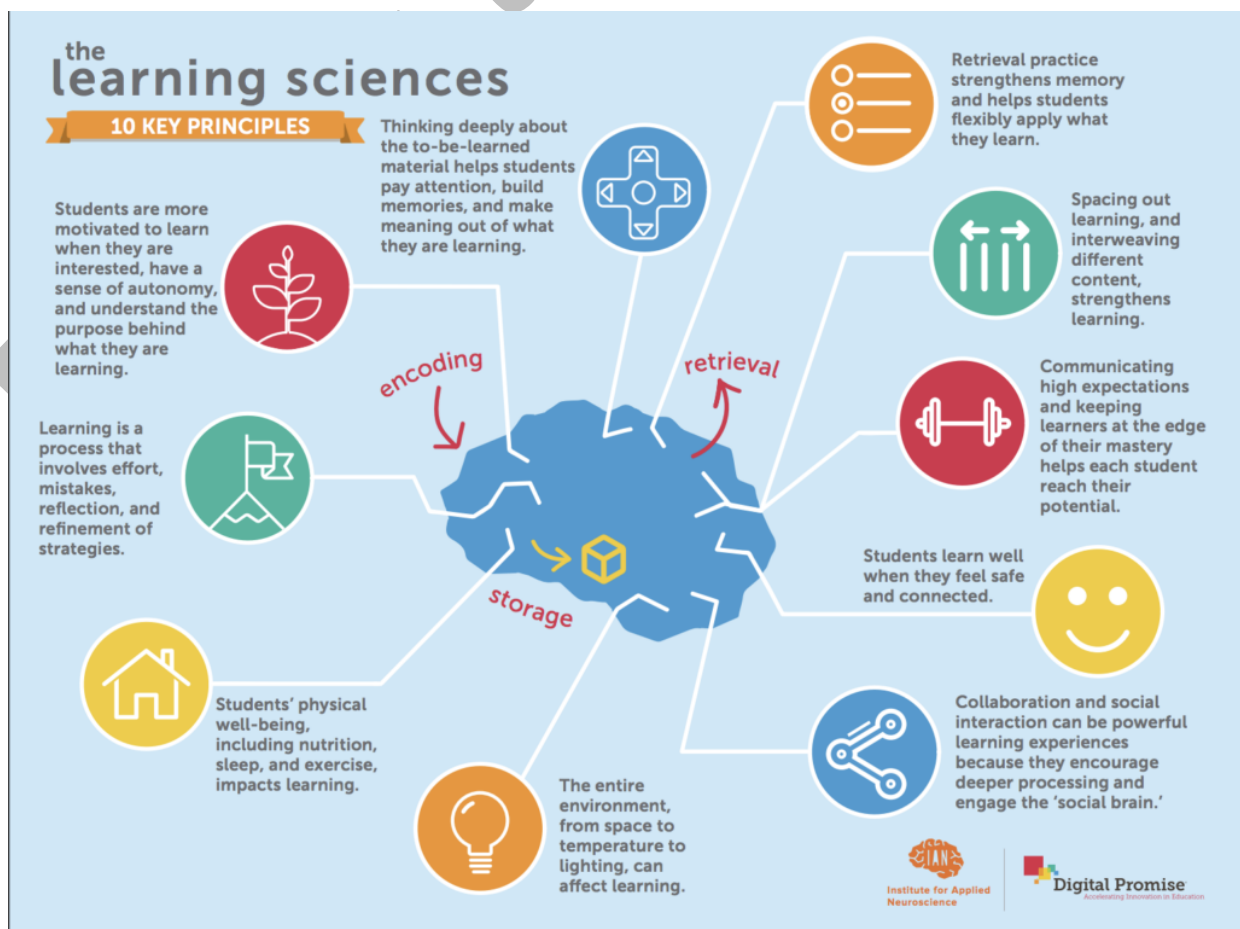 the
learning sciences
10 KEY PRINCIPLES
Thinking deeply about
the to-be-learned
material helps students
pay attention, build
memories, and make
meaning out of what
they are learning.
Retrieval practice
strengthens memory
and helps students
flexibly apply what
they learn.
Students are more
motivated to learn
when they are
interested, have a
sense of autonomy,
and understand the
purpose behind
what they are
learning.
Spacing out
learning, and
interweaving
different
content,
strengthens
learning.
encoding
retrieval
storage
Communicating
high expectations
and keeping
learners at the edge
of their mastery
helps each student
reach their
potential.
Learning is a
process that
involves effort,
mistakes,
reflection, and
refinement of
strategies.
Students learn well
when they feel safe
and connected.
Students’ physical
well-being,
including nutrition,
sleep, and exercise,
impacts learning.
The entire
environment,
from space to
temperature to
lighting, can
affect learning.
Collaboration and social
interaction can be powerful
learning experiences
because they encourage
deeper processing and
engage the ‘social brain.’
IAN
Institute for Applied
Neuroscience
Digital Promise
Accelerating Innovation in Education